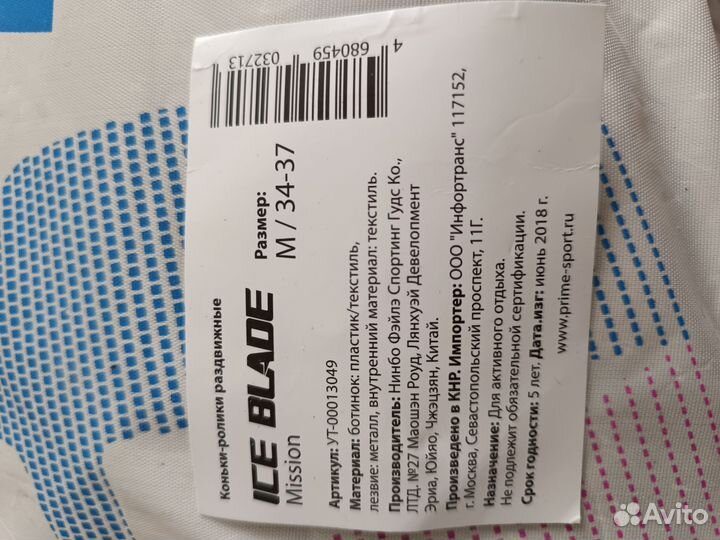 Коньки-ролики раздвижные
ICE BLADE
Mission
Размер:
M / 34-37
4 680459 032713
Артикул: УТ-00013049
Материал: ботинок: пластик/текстиль,
лезвие: металл, внутренний материал: текстиль.
Производитель: Нинбо Фэйлэ Спортинг Гудс Ко.,
ЛТД. №27 Маошэн Роуд, Лянхуэй Девелопмент
Эриа, Юйяо, Чжэцзян, Китай.
Произведено в КНР. Импортер: ООО "Инфортранс" 117152,
г. Москва, Севастопольский проспект, 11Г.
Назначение: Для активного отдыха.
Не подлежит обязательной сертификации.
Срок годности: 5 лет. Дата.изг: июнь 2018 г.
www.prime-sport.ru
Avito